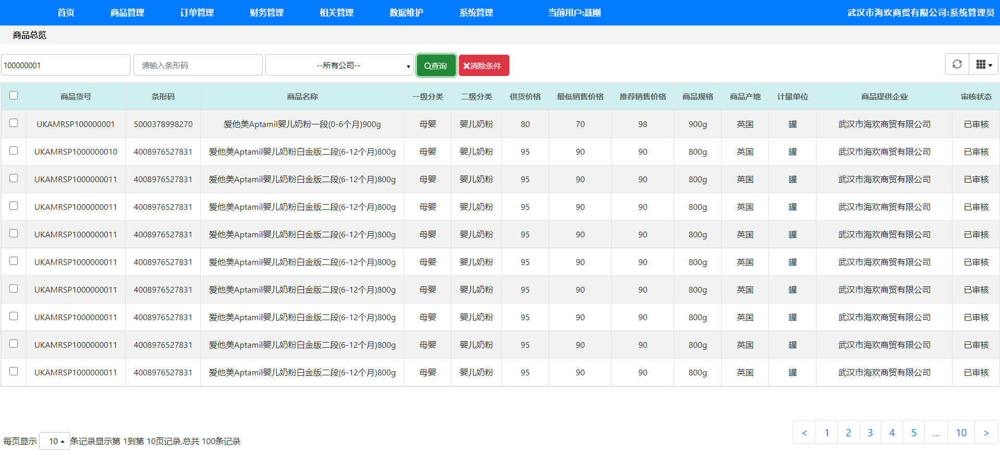 首页 商品管理 订单管理 财务管理 相关管理 数据维护 系统管理 当前用户:聂刚 武汉市海欢商贸有限公司:系统管理员
商品总览
100000001 请输入条形码 --所有公司-- 查询 清除条件
商品货号 条形码 商品名称 一级分类 二级分类 供货价格 最低销售价格 推荐销售价格 商品规格 商品产地 计量单位 商品提供企业 审核状态
UKAMRSP100000001 5000378998270 爱他美Aptamil婴儿奶粉一段(0-6个月)900g 母婴 婴儿奶粉 80 70 98 900g 英国 罐 武汉市海欢商贸有限公司 已审核
UKAMRSP1000000010 4008976527831 爱他美Aptamil婴儿奶粉白金版二段(6-12个月)800g 母婴 婴儿奶粉 95 90 90 800g 英国 罐 武汉市海欢商贸有限公司 已审核
UKAMRSP1000000011 4008976527831 爱他美Aptamil婴儿奶粉白金版二段(6-12个月)800g 母婴 婴儿奶粉 95 90 90 800g 英国 罐 武汉市海欢商贸有限公司 已审核
UKAMRSP1000000011 4008976527831 爱他美Aptamil婴儿奶粉白金版二段(6-12个月)800g 母婴 婴儿奶粉 95 90 90 800g 英国 罐 武汉市海欢商贸有限公司 已审核
UKAMRSP1000000011 4008976527831 爱他美Aptamil婴儿奶粉白金版二段(6-12个月)800g 母婴 婴儿奶粉 95 90 90 800g 英国 罐 武汉市海欢商贸有限公司 已审核
UKAMRSP1000000011 4008976527831 爱他美Aptamil婴儿奶粉白金版二段(6-12个月)800g 母婴 婴儿奶粉 95 90 90 800g 英国 罐 武汉市海欢商贸有限公司 已审核
UKAMRSP1000000011 4008976527831 爱他美Aptamil婴儿奶粉白金版二段(6-12个月)800g 母婴 婴儿奶粉 95 90 90 800g 英国 罐 武汉市海欢商贸有限公司 已审核
UKAMRSP1000000011 4008976527831 爱他美Aptamil婴儿奶粉白金版二段(6-12个月)800g 母婴 婴儿奶粉 95 90 90 800g 英国 罐 武汉市海欢商贸有限公司 已审核
UKAMRSP1000000011 4008976527831 爱他美Aptamil婴儿奶粉白金版二段(6-12个月)800g 母婴 婴儿奶粉 95 90 90 800g 英国 罐 武汉市海欢商贸有限公司 已审核
UKAMRSP1000000011 4008976527831 爱他美Aptamil婴儿奶粉白金版二段(6-12个月)800g 母婴 婴儿奶粉 95 90 90 800g 英国 罐 武汉市海欢商贸有限公司 已审核
< 1 2 3 4 5 ... 10 >
每页显示 10 条记录显示第 1到第 10页记录,总共 100条记录